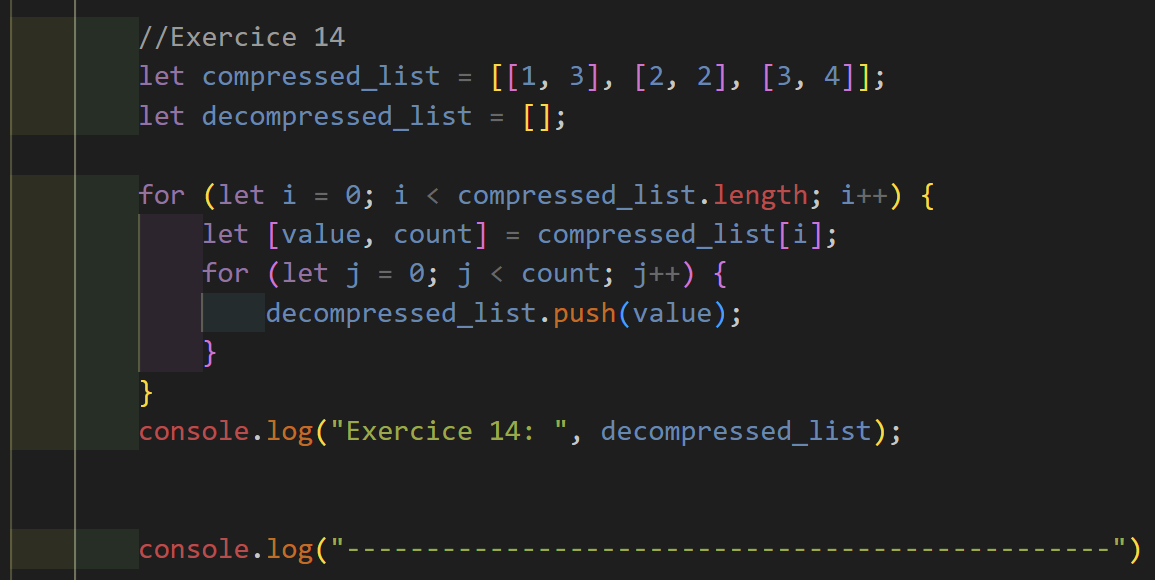 //Exercice 14
let compressed_list = [[1, 3], [2, 2], [3, 4]];
let decompressed_list = [];
for (let i = 0; i < compressed_list.length; i++) {
let [value, count] = compressed_list[i];
for (let j = 0; j < count; j++) {
decompressed_list.push(value);
}
}
console.log("Exercice 14: ", decompressed_list);
console.log("------------------------------------------------")